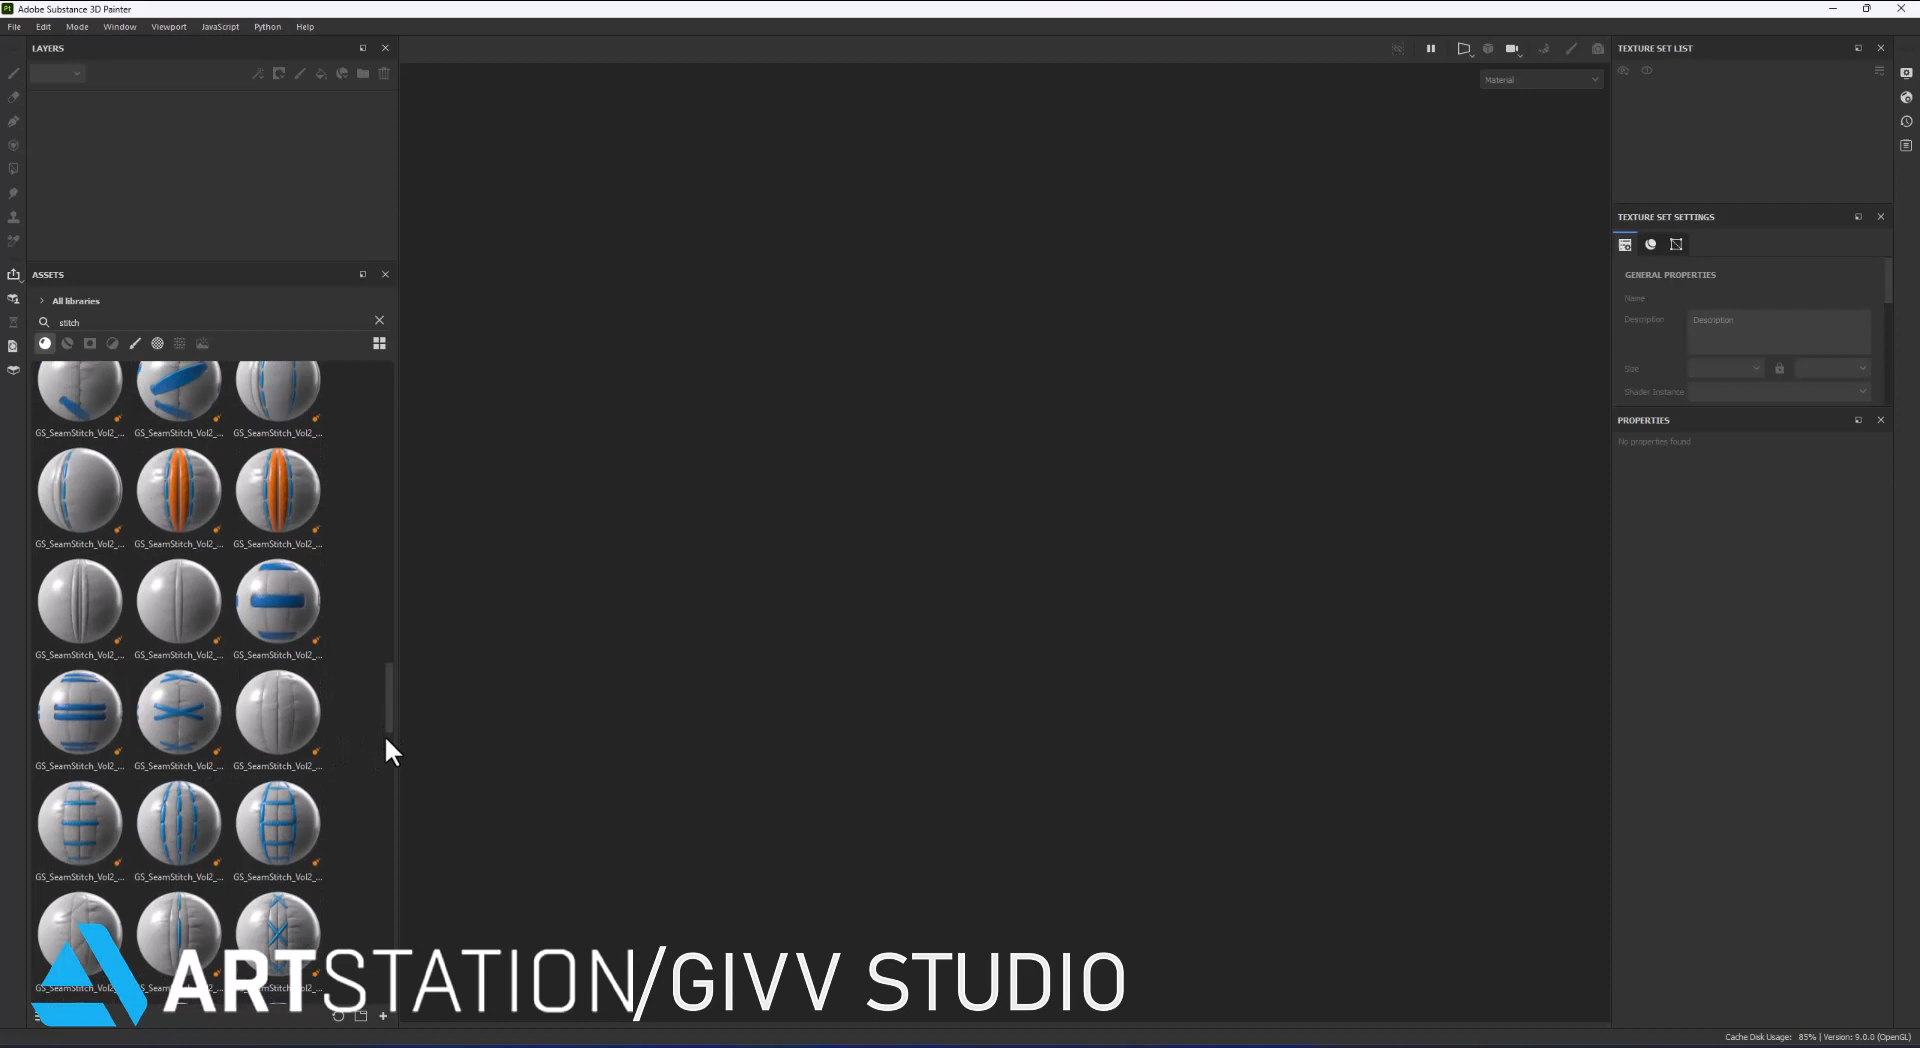 Pt Adobe Substance 3D Painter
File Edit Mode Window Viewport JavaScript Python Help
LAYERS
TEXTURE SET LIST
Material
TEXTURE SET SETTINGS
GENERAL PROPERTIES
Name
Description Description
Size
Shader Instance
PROPERTIES
No properties found
ASSETS
All libraries
stitch
GS_SeamStitch_Vol2_... GS_SeamStitch_Vol2_... GS_SeamStitch_Vol2_...
GS_SeamStitch_Vol2_... GS_SeamStitch_Vol2_... GS_SeamStitch_Vol2_...
GS_SeamStitch_Vol2_... GS_SeamStitch_Vol2_... GS_SeamStitch_Vol2_...
GS_SeamStitch_Vol2_... GS_SeamStitch_Vol2_... GS_SeamStitch_Vol2_...
GS_SeamStitch_Vol2_... GS_SeamStitch_Vol2_... GS_SeamStitch_Vol2_...
ARTSTATION/GIVV STUDIO
Cache Disk Usage: 85% | Version: 9.0.0 (OpenGL)